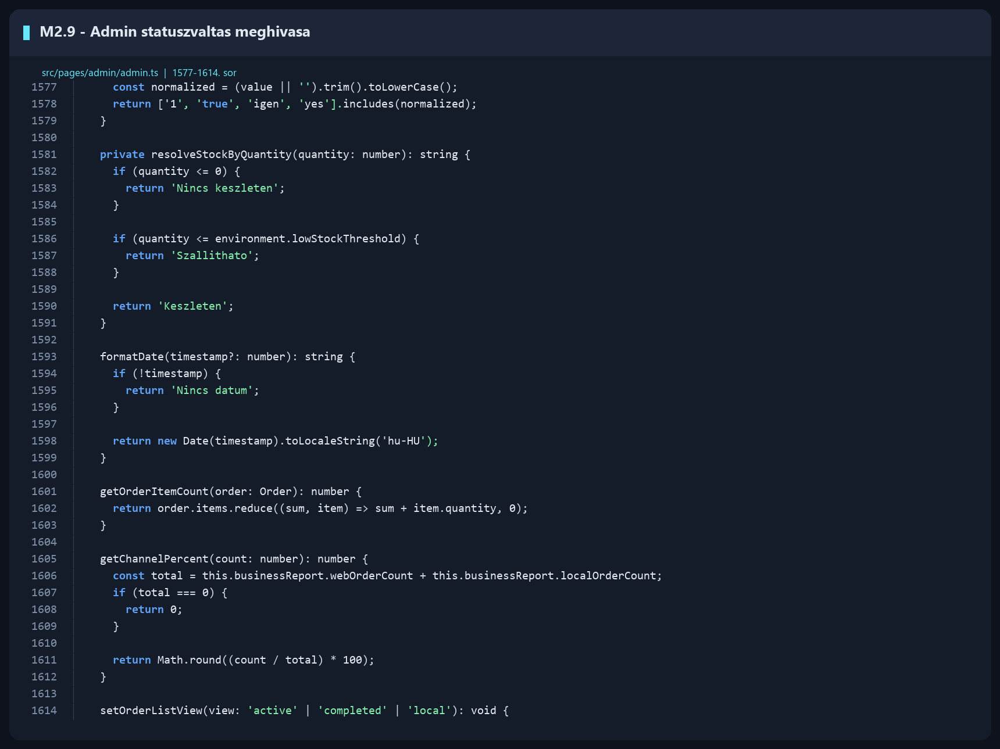 M2.9 - Admin statuszvaltas meghivasa
src/pages/admin/admin.ts | 1577-1614. sor
1577 const normalized = (value || '').trim().toLowerCase();
1578 return ['1', 'true', 'igen', 'yes'].includes(normalized);
1579 }
1580
1581 private resolveStockByQuantity(quantity: number): string {
1582 if (quantity <= 0) {
1583 return 'Nincs keszleten';
1584 }
1585
1586 if (quantity <= environment.lowStockThreshold) {
1587 return 'Szallithato';
1588 }
1589
1590 return 'Keszleten';
1591 }
1592
1593 formatDate(timestamp?: number): string {
1594 if (!timestamp) {
1595 return 'Nincs datum';
1596 }
1597
1598 return new Date(timestamp).toLocaleString('hu-HU');
1599 }
1600
1601 getOrderItemCount(order: Order): number {
1602 return order.items.reduce((sum, item) => sum + item.quantity, 0);
1603 }
1604
1605 getChannelPercent(count: number): number {
1606 const total = this.businessReport.webOrderCount + this.businessReport.localOrderCount;
1607 if (total === 0) {
1608 return 0;
1609 }
1610
1611 return Math.round((count / total) * 100);
1612 }
1613
1614 setOrderListView(view: 'active' | 'completed' | 'local'): void {